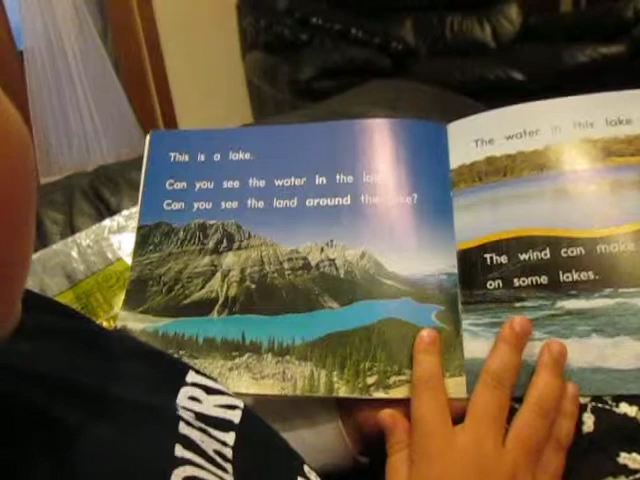 This is a lake.
Can you see the water in the
Can you see the land around the lake?
The water in this lake
The wind can make
on some lakes.